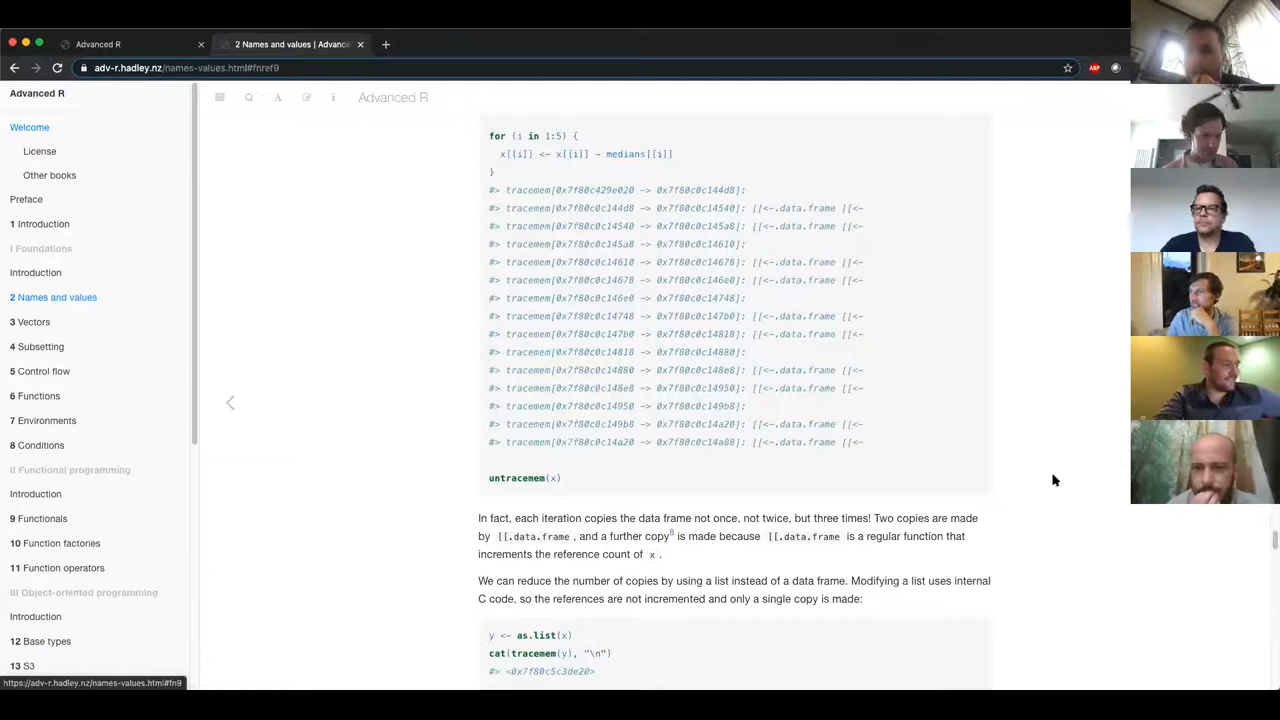 Advanced R
2 Names and values | Advanc
adv-r.hadley.nz/names-values.html#fnref9
ABP
Advanced R
Welcome
License
Other books
Preface
1 Introduction
I Foundations
Introduction
2 Names and values
3 Vectors
4 Subsetting
5 Control flow
6 Functions
7 Environments
8 Conditions
II Functional programming
Introduction
9 Functionals
10 Function factories
11 Function operators
III Object-oriented programming
Introduction
12 Base types
13 S3
https://adv-r.hadley.nz/names-values.html#fn9
A
i
Advanced R
for (i in 1:5) {
x[[i]] <- x[[i]] - medians[[i]]
}
#> tracemem[0x7f80c429e020 -> 0x7f80c0c144d8]:
#> tracemem[0x7f80c0c144d8 -> 0x7f80c0c14540]: [[<-.data.frame [[<-
#> tracemem[0x7f80c0c14540 -> 0x7f80c0c145a8]: [[<-.data.frame [[<-
#> tracemem[0x7f80c0c145a8 -> 0x7f80c0c14610]:
#> tracemem[0x7f80c0c14610 -> 0x7f80c0c14678]: [[<-.data.frame [[<-
#> tracemem[0x7f80c0c14678 -> 0x7f80c0c146e0]: [[<-.data.frame [[<-
#> tracemem[0x7f80c0c146e0 -> 0x7f80c0c14748]:
#> tracemem[0x7f80c0c14748 -> 0x7f80c0c147b0]: [[<-.data.frame [[<-
#> tracemem[0x7f80c0c147b0 -> 0x7f80c0c14818]: [[<-.data.frame [[<-
#> tracemem[0x7f80c0c14818 -> 0x7f80c0c14880]:
#> tracemem[0x7f80c0c14880 -> 0x7f80c0c148e8]: [[<-.data.frame [[<-
#> tracemem[0x7f80c0c148e8 -> 0x7f80c0c14950]: [[<-.data.frame [[<-
#> tracemem[0x7f80c0c14950 -> 0x7f80c0c149b8]:
#> tracemem[0x7f80c0c149b8 -> 0x7f80c0c14a20]: [[<-.data.frame [[<-
#> tracemem[0x7f80c0c14a20 -> 0x7f80c0c14a88]: [[<-.data.frame [[<-
untracemem(x)
In fact, each iteration copies the data frame not once, not twice, but three times! Two copies are made
by [[.data.frame, and a further copy8 is made because [[.data.frame is a regular function that
increments the reference count of x.
We can reduce the number of copies by using a list instead of a data frame. Modifying a list uses internal
C code, so the references are not incremented and only a single copy is made:
y <- as.list(x)
cat(tracemem(y), "\n")
#> <0x7f80c5c3de20>